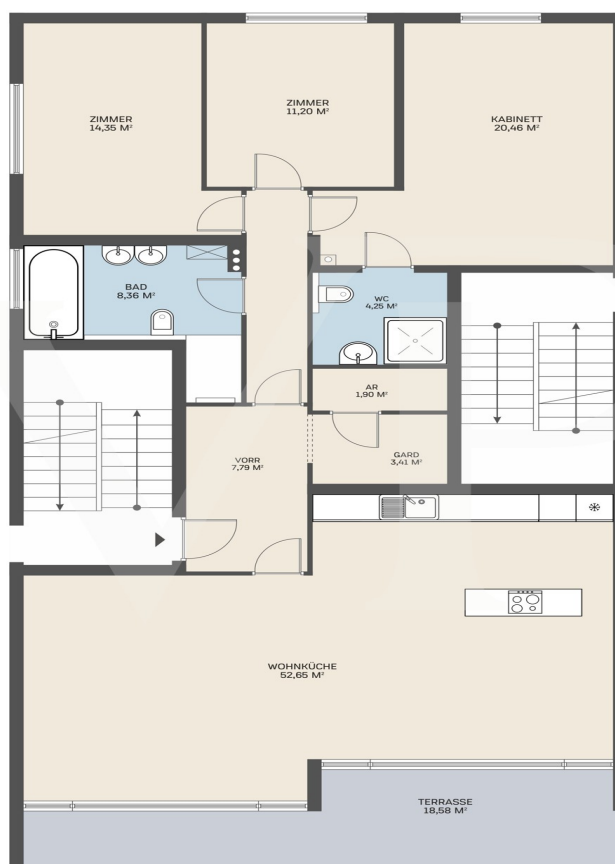 ZIMMER
14,35 M²
ZIMMER
11,20 M²
KABINETT
20,46 M²
BAD
8,36 M²
WC
4,25 M²
AR
1,90 M²
VORR
7,79 M²
GARD
3,41 M²
WOHNKÜCHE
52,65 M²
TERRASSE
18,58 M²